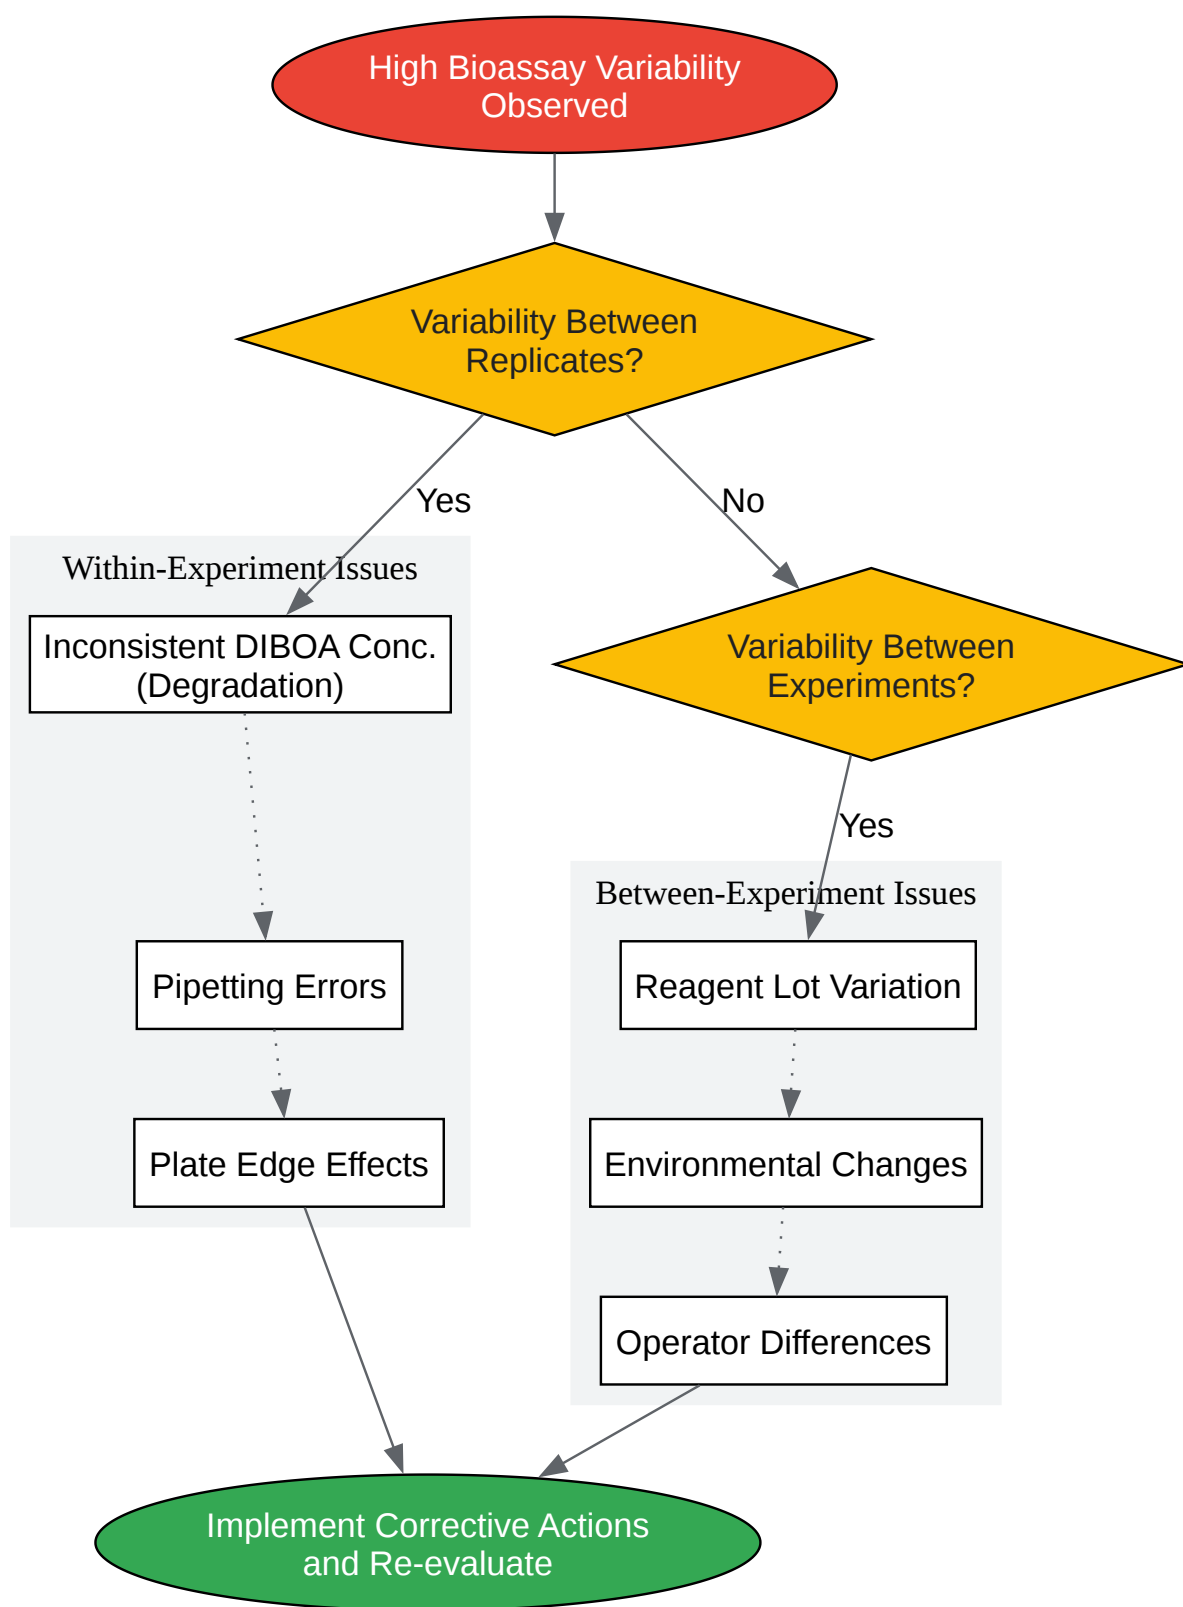 High Bioassay Variability
Observed
Variability Between
Replicates?
Yes
No
Within-Experiment Issues
Inconsistent DIBOA Conc.
(Degradation)
Variability Between
Experiments?
Yes
Between-Experiment Issues
Pipetting Errors
Reagent Lot Variation
Plate Edge Effects
Environmental Changes
Operator Differences
Implement Corrective Actions
and Re-evaluate